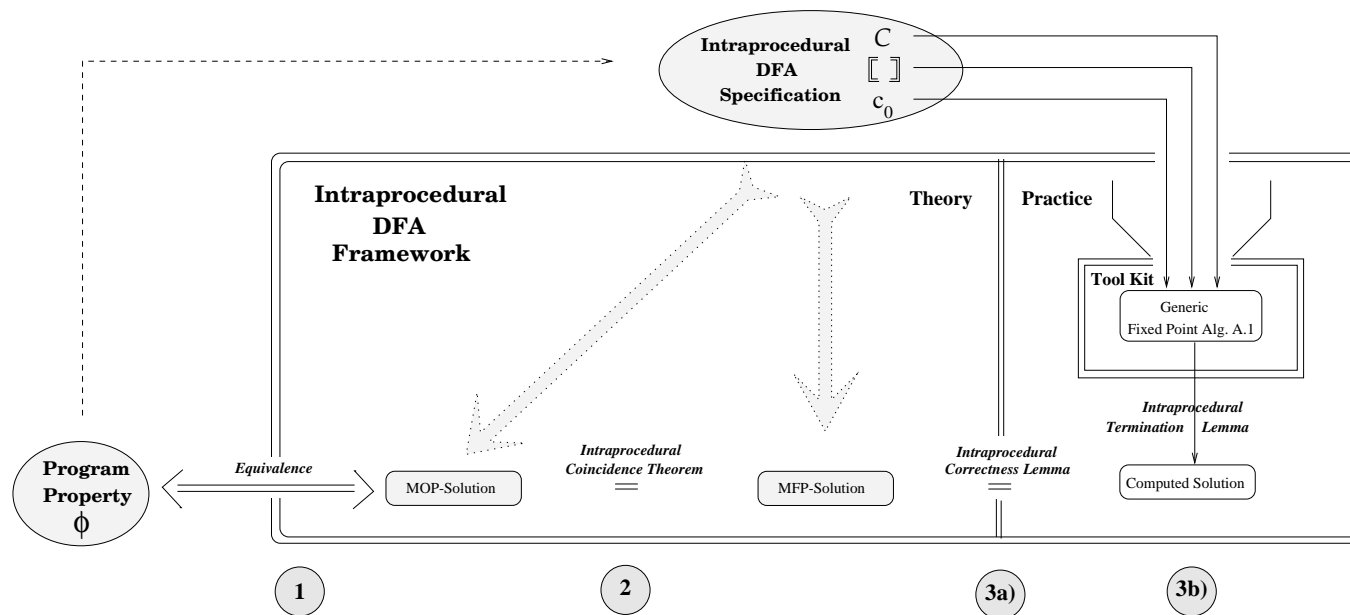 Intraprocedural
DFA
Specification
C
⟦ ⟧
c₀
Intraprocedural
DFA
Framework
Theory
Practice
Tool Kit
Generic
Fixed Point Alg. A.1
Intraprocedural
Termination Lemma
Computed Solution
Program
Property
ϕ
Equivalence
MOP-Solution
Intraprocedural
Coincidence Theorem
=
MFP-Solution
Intraprocedural
Correctness Lemma
=
1
2
3a)
3b)